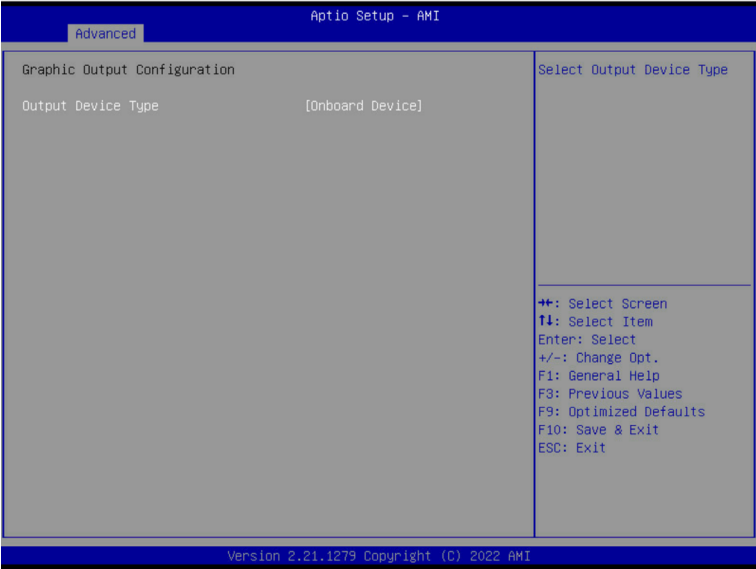 Aptio Setup – AMI
Advanced
Graphic Output Configuration
Output Device Type [Onboard Device]
Select Output Device Type
→←: Select Screen
↑↓: Select Item
Enter: Select
+/-: Change Opt.
F1: General Help
F3: Previous Values
F9: Optimized Defaults
F10: Save & Exit
ESC: Exit
Version 2.21.1279 Copyright (C) 2022 AMI